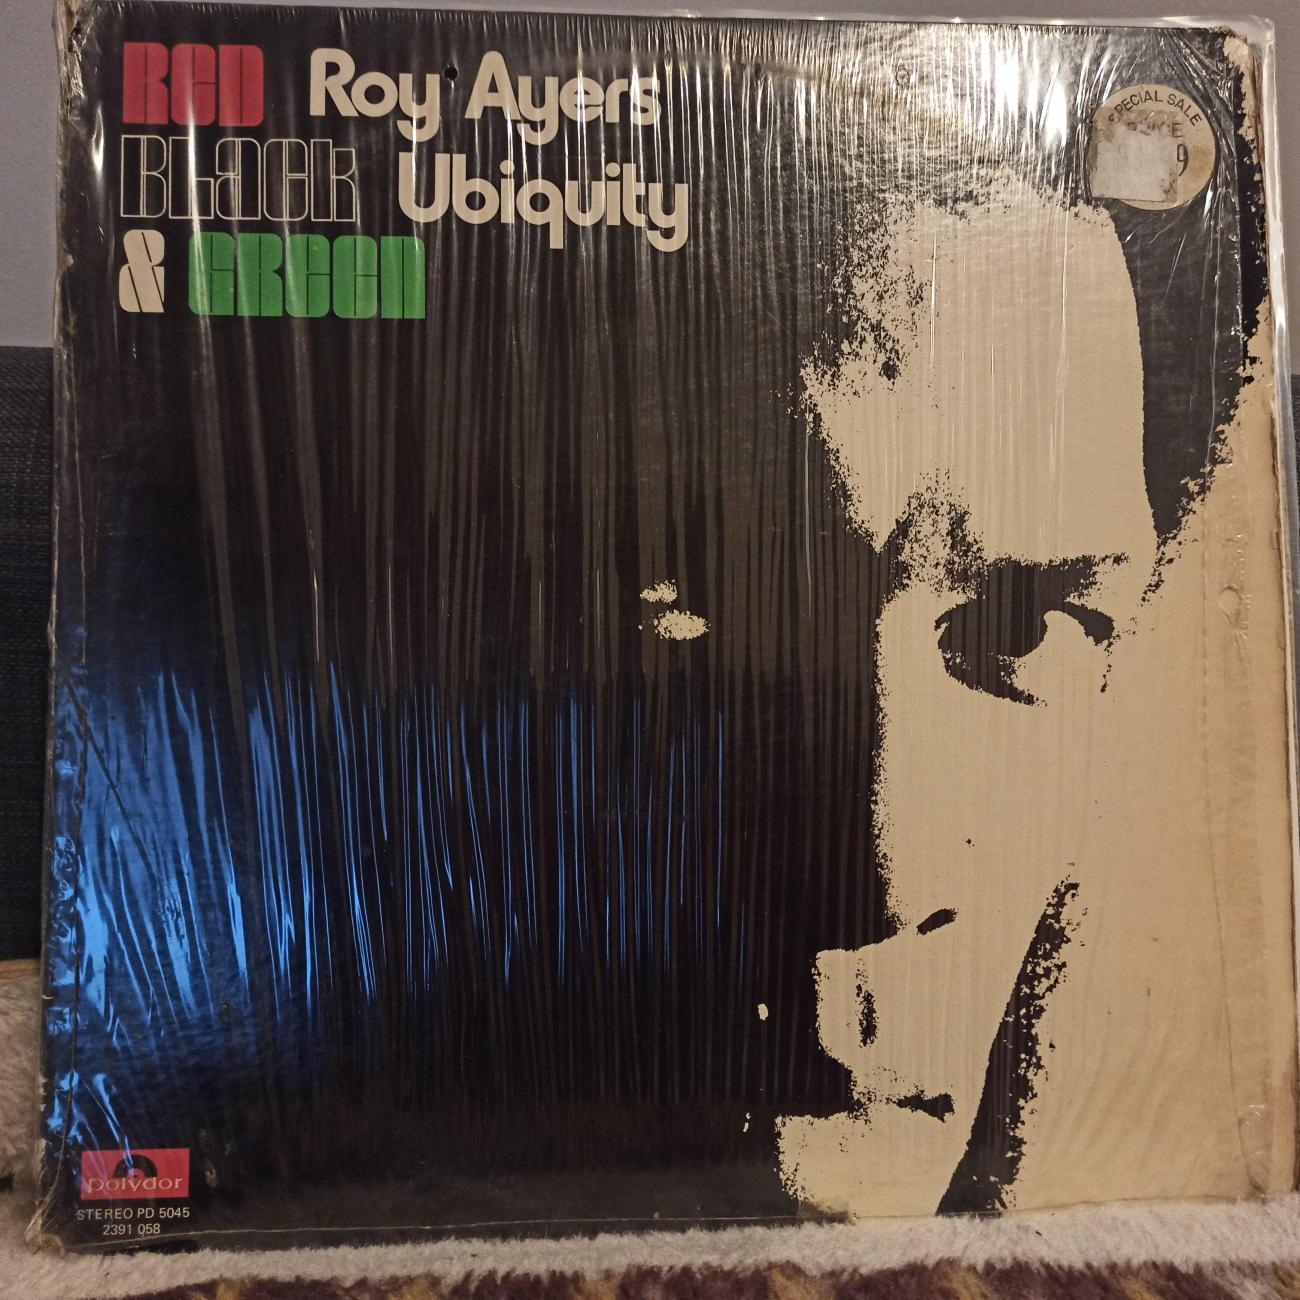 RED
BLACK
& GREEN
Roy Ayers
Ubiquity
SPECIAL SALE
polydor
STEREO PD 5045
2391 058